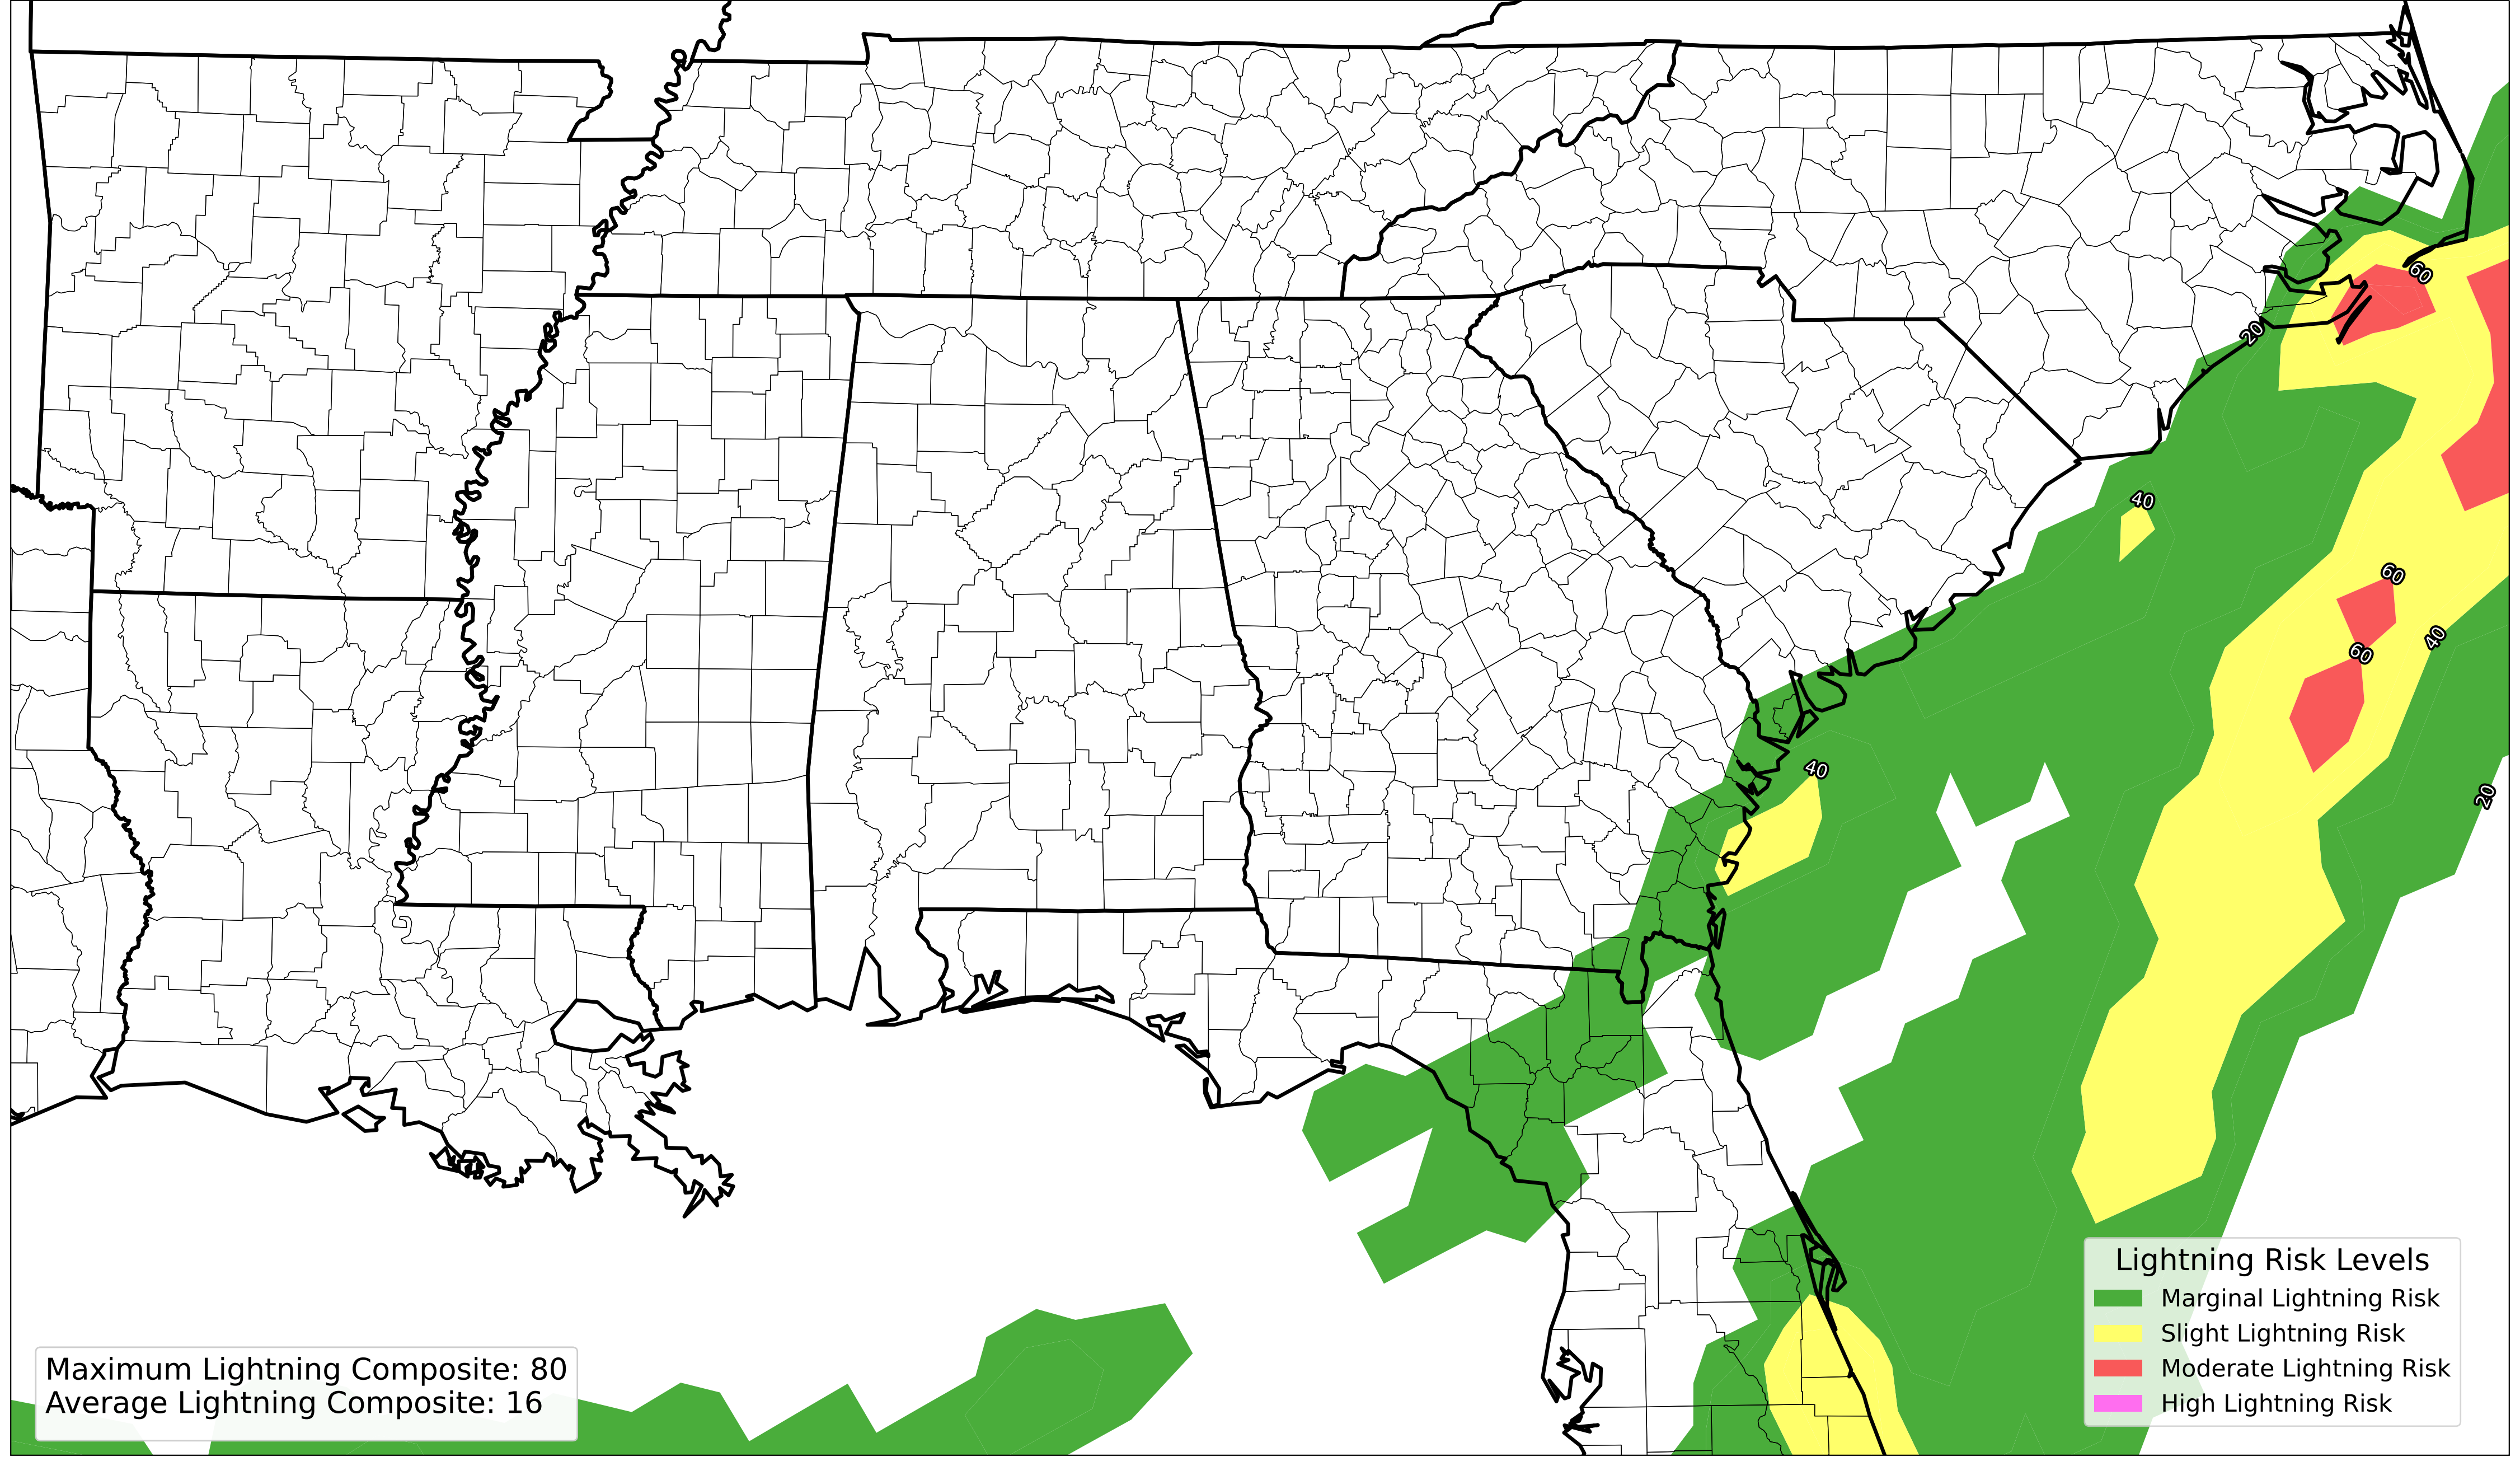 60
20
40
60
60
40
40
20
Lightning Risk Levels
Marginal Lightning Risk
Slight Lightning Risk
Moderate Lightning Risk
High Lightning Risk
Maximum Lightning Composite: 80
Average Lightning Composite: 16